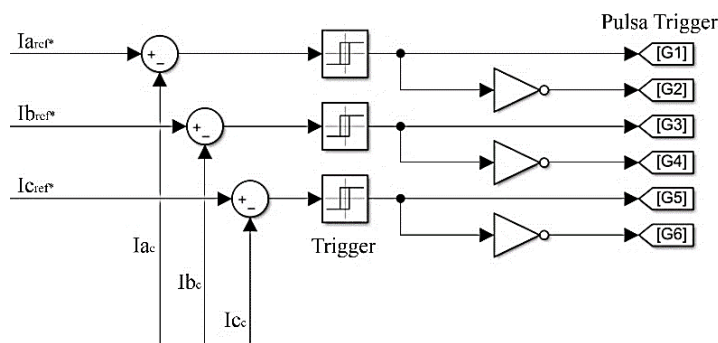 Pulsa Trigger
Iaref*
[G1]
[G2]
Ibref*
[G3]
[G4]
Icref*
[G5]
[G6]
Trigger
Iac
Ibc
Icc